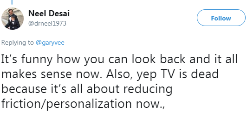 Neel Desai
@drneel1973
Follow
Replying to @garyvee
It's funny how you can look back and it all
makes sense now. Also, yep TV is dead
because it's all about reducing
friction/personalization now.,